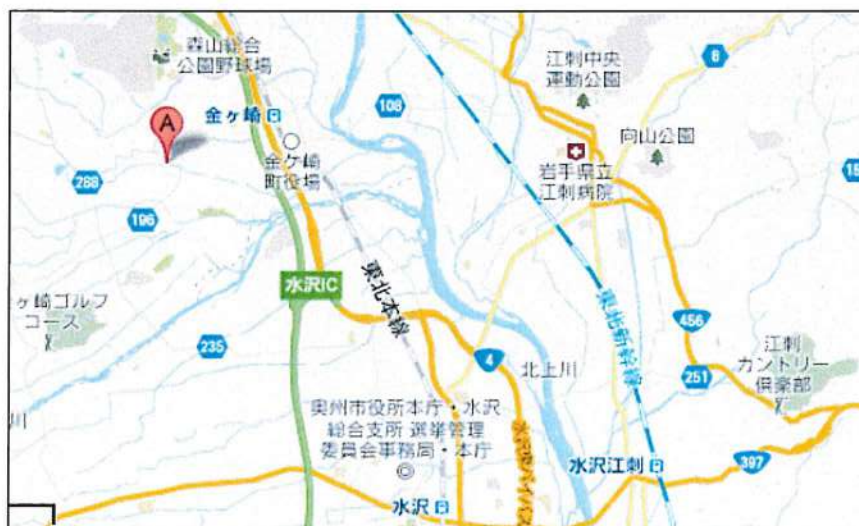 森山総合
公園野球場
108
江刺中央
運動公園
8
金ヶ崎
A
金ケ崎
町役場
向山公園
岩手県立
江刺病院
288
196
水沢IC
東北本線
東北新幹線
ヶ崎ゴルフ
コース
235
456
4
北上川
251
江刺
カントリー
倶楽部
川
奥州市役所本庁・水沢
総合支所 選挙管理
委員会事務局・本庁
水沢江刺
397
水沢